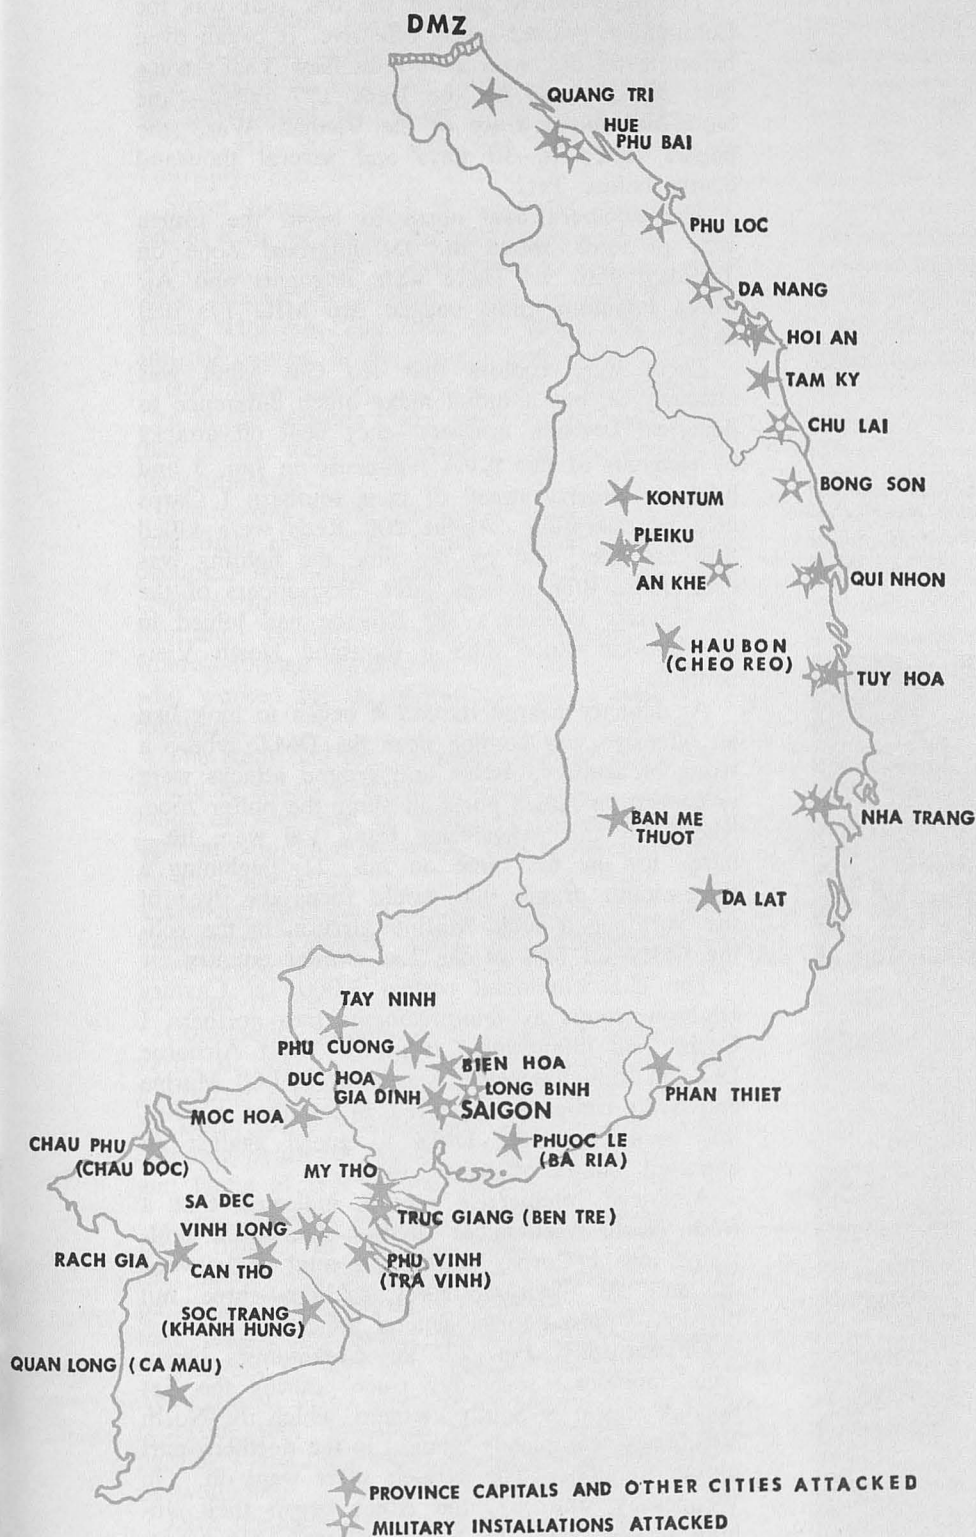 DMZ
QUANG TRI
HUE
PHU BAI
PHU LOC
DA NANG
HOI AN
TAM KY
CHU LAI
BONG SON
KONTUM
PLEIKU
AN KHE
QUI NHON
HAU BON
(CHEO REO)
TUY HOA
NHA TRANG
BAN ME
THUOT
DA LAT
TAY NINH
PHU CUONG
BIEN HOA
DUC HOA
LONG BINH
GIA DINH
PHAN THIET
SAIGON
MOC HOA
CHAU PHU
(CHAU DOC)
PHUOC LE
(BA RIA)
MY THO
SA DEC
TRUC GIANG (BEN TRE)
VINH LONG
RACH GIA
CAN THO
PHU VINH
(TRA VINH)
SOC TRANG
(KHANH HUNG)
QUAN LONG (CA MAU)
PROVINCE CAPITALS AND OTHER CITIES ATTACKED
MILITARY INSTALLATIONS ATTACKED